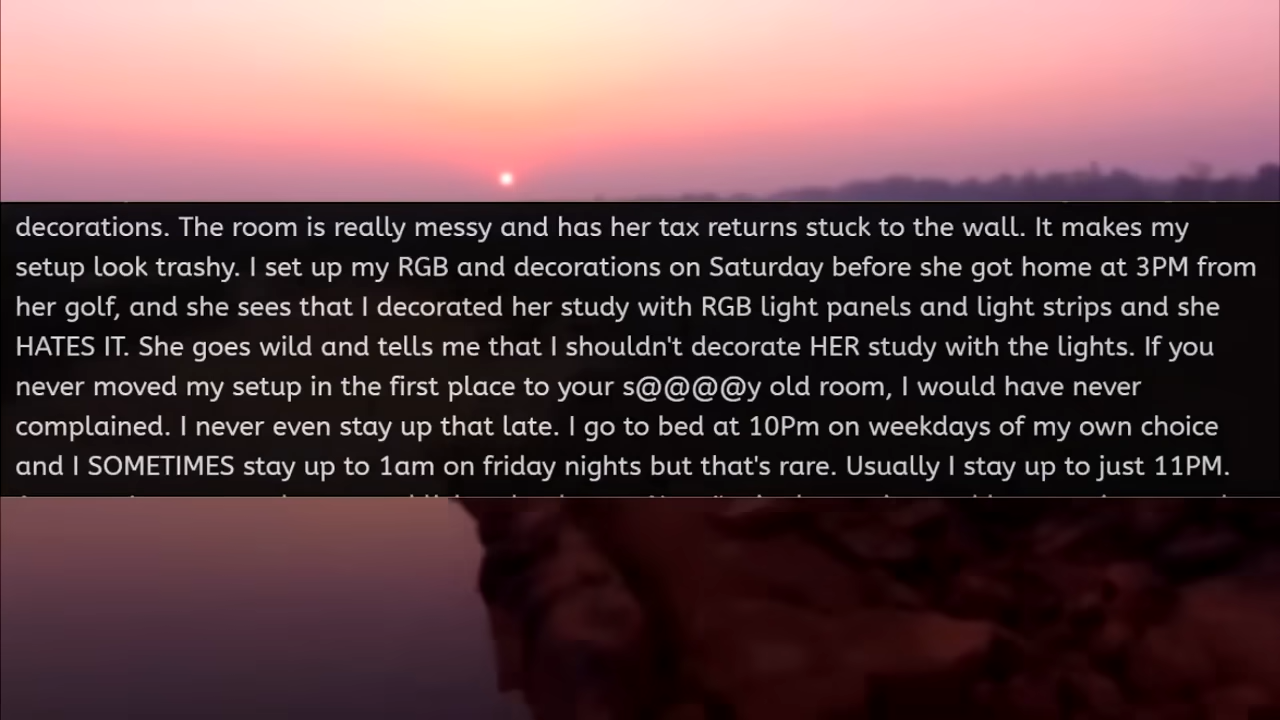 decorations. The room is really messy and has her tax returns stuck to the wall. It makes my
setup look trashy. I set up my RGB and decorations on Saturday before she got home at 3PM from
her golf, and she sees that I decorated her study with RGB light panels and light strips and she
HATES IT. She goes wild and tells me that I shouldn't decorate HER study with the lights. If you
never moved my setup in the first place to your s@@@@y old room, I would have never
complained. I never even stay up that late. I go to bed at 10Pm on weekdays of my own choice
and I SOMETIMES stay up to 1am on friday nights but that's rare. Usually I stay up to just 11PM.